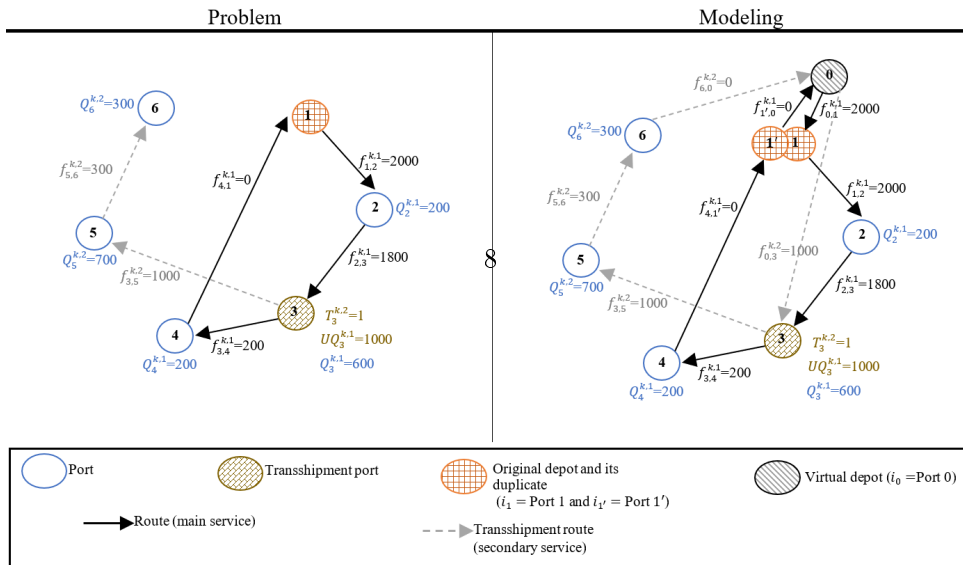 Problem
Modeling
6
Q_6^{k,2}=300
1
f_{5,6}^{k,2}=300
f_{4,1}^{k,1}=0
f_{1,2}^{k,1}=2000
2
Q_2^{k,1}=200
5
Q_5^{k,2}=700
f_{3,5}^{k,2}=1000
f_{2,3}^{k,1}=1800
3
T_3^{k,2}=1
UQ_3^{k,1}=1000
Q_3^{k,1}=600
4
f_{3,4}^{k,1}=200
Q_4^{k,1}=200
8
0
f_{6,0}^{k,2}=0
f_{1',0}^{k,1}=0
f_{0,1}^{k,1}=2000
6
Q_6^{k,2}=300
1'
1
f_{5,6}^{k,2}=300
f_{4,1'}^{k,1}=0
f_{1,2}^{k,1}=2000
2
Q_2^{k,1}=200
f_{0,3}^{k,2}=1000
5
Q_5^{k,2}=700
f_{3,5}^{k,2}=1000
f_{2,3}^{k,1}=1800
3
T_3^{k,2}=1
UQ_3^{k,1}=1000
Q_3^{k,1}=600
4
f_{3,4}^{k,1}=200
Q_4^{k,1}=200
Port
Transshipment port
Original depot and its
duplicate
(i_1 = Port 1 and i_{1'} = Port 1')
Virtual depot (i_0 =Port 0)
Route (main service)
Transshipment route
(secondary service)